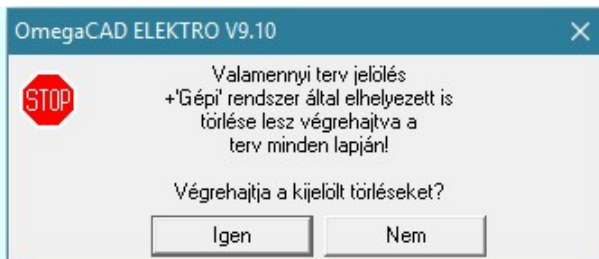 OmegaCAD ELEKTRO V9.10
STOP
Valamennyi terv jelölés
+'Gépi' rendszer által elhelyezett is
törlése lesz végrehajtva a
terv minden lapján!
Végrehajtja a kijelölt törléseket?
Igen
Nem